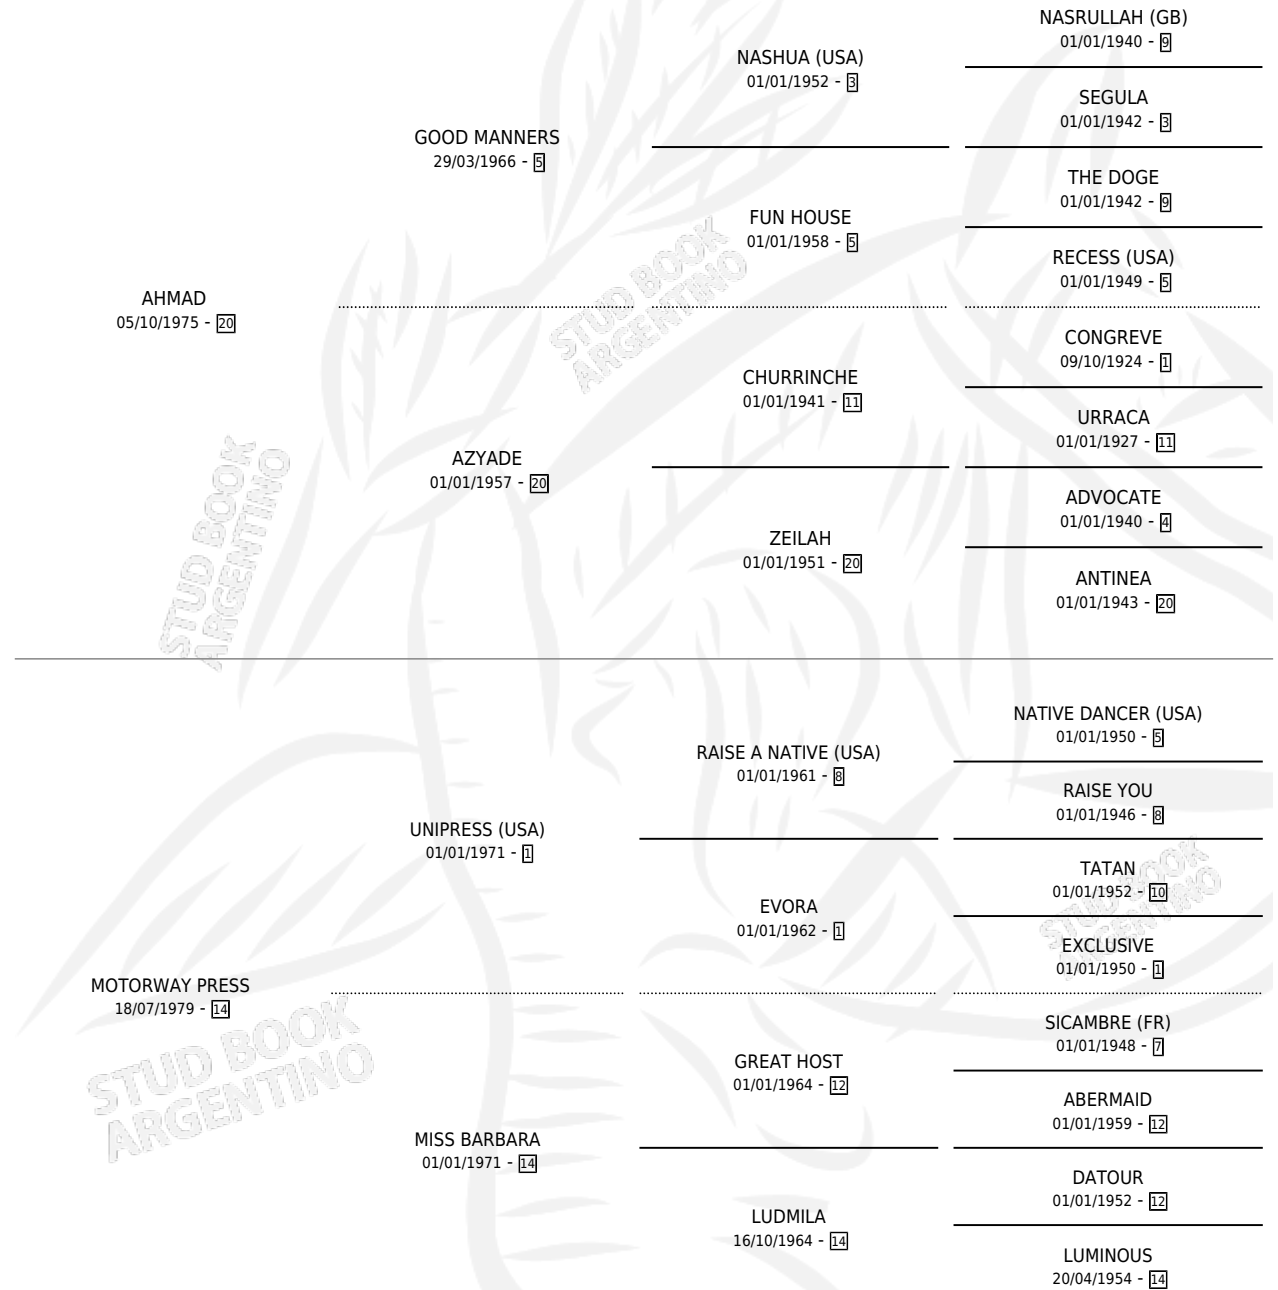 NASRULLAH (GB)
01/01/1940 - 9
NASHUA (USA)
01/01/1952 - 3
SEGULA
01/01/1942 - 3
GOOD MANNERS
29/03/1966 - 5
THE DOGE
01/01/1942 - 9
FUN HOUSE
01/01/1958 - 5
RECESS (USA)
01/01/1949 - 5
AHMAD
05/10/1975 - 20
CONGREVE
09/10/1924 - 1
CHURRINCHE
01/01/1941 - 11
URRACA
01/01/1927 - 11
AZYADE
01/01/1957 - 20
ADVOCATE
01/01/1940 - 4
ZEILAH
01/01/1951 - 20
ANTINEA
01/01/1943 - 20
NATIVE DANCER (USA)
01/01/1950 - 5
RAISE A NATIVE (USA)
01/01/1961 - 8
RAISE YOU
01/01/1946 - 8
UNIPRESS (USA)
01/01/1971 - 1
TATAN
01/01/1952 - 10
EVORA
01/01/1962 - 1
EXCLUSIVE
01/01/1950 - 1
MOTORWAY PRESS
18/07/1979 - 14
SICAMBRE (FR)
01/01/1948 - 7
GREAT HOST
01/01/1964 - 12
ABERMAID
01/01/1959 - 12
MISS BARBARA
01/01/1971 - 14
DATOUR
01/01/1952 - 12
LUDMILA
16/10/1964 - 14
LUMINOUS
20/04/1954 - 14
STUD BOOK
ARGENTINO
STUD BOOK
ARGENTINO
STUD BOOK
ARGENTINO
STUD BOOK
ARGENTINO